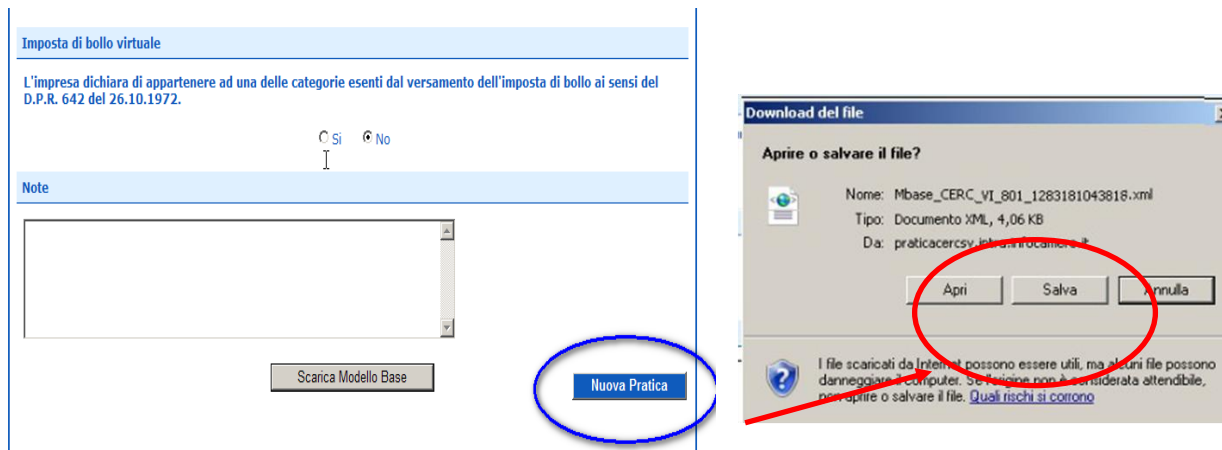 Imposta di bollo virtuale
L'impresa dichiara di appartenere ad una delle categorie esenti dal versamento dell'imposta di bollo ai sensi del
D.P.R. 642 del 26.10.1972.
Si No
Note
Scarica Modello Base
Nuova Pratica
Download del file
Aprire o salvare il file?
Nome: Mbase_CERC_VI_801_1283181043818.xml
Tipo: Documento XML, 4,06 KB
Da: praticacercsv.intra.infocamere.it
Apri Salva Annulla
I file scaricati da Internet possono essere utili, ma alcuni file possono
danneggiare il computer. Se l'origine non è considerata attendibile,
non aprire o salvare il file. Quali rischi si corrono